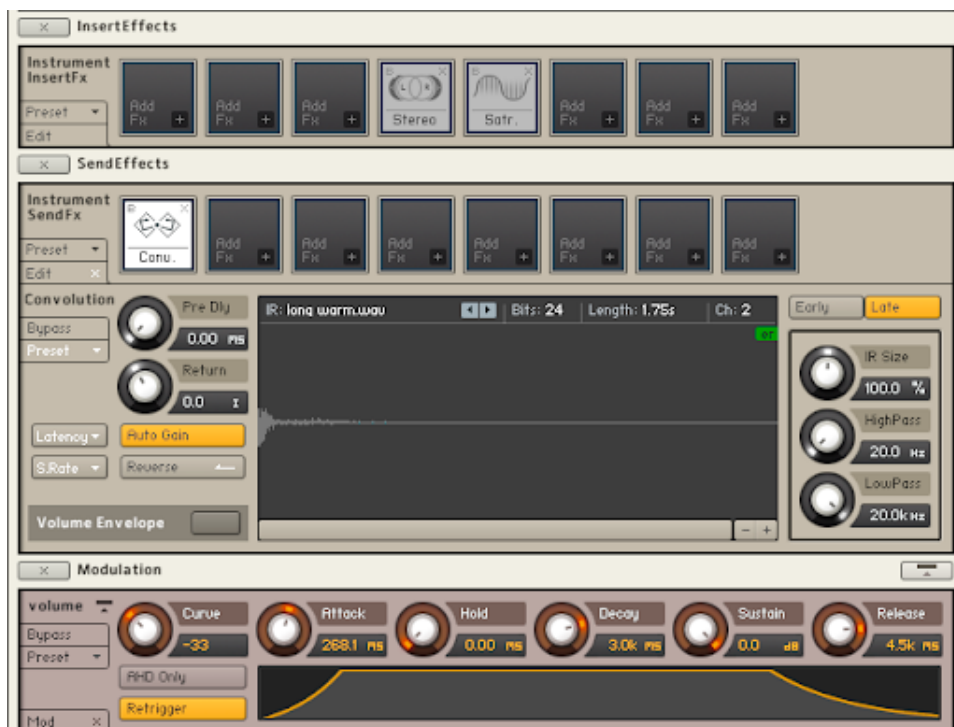 InsertEffects
Instrument
InsertFx
Preset
Edit
Add
Fx
Add
Fx
Add
Fx
Stereo
Satr.
Add
Fx
Add
Fx
Add
Fx
SendEffects
Instrument
SendFx
Preset
Edit
Conv.
Add
Fx
Add
Fx
Add
Fx
Add
Fx
Add
Fx
Add
Fx
Add
Fx
Convolution
Bypass
Preset
Pre Dly
0.00 ms
Return
0.0
Latency
Auto Gain
S.Rate
Reverse
Volume Envelope
IR: long warm.wav Bits: 24 Length: 1.75s Ch: 2
er
Early Late
IR Size
100.0 %
HighPass
20.0 Hz
LowPass
20.0k Hz
Modulation
volume
Bypass
Preset
Mod
Curve Attack Hold Decay Sustain Release
-33 268.1 ms 0.00 ms 3.0k ms 0.0 dB 4.5k ms
AHD Only
Retrigger